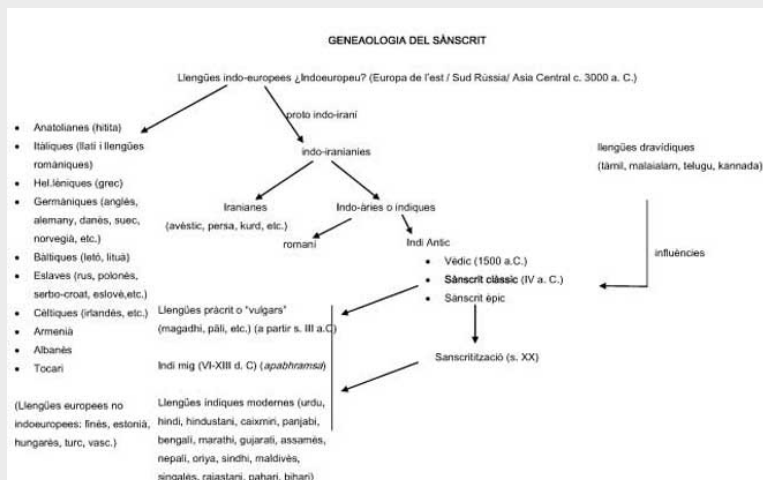 GENEAOLOGIA DEL SÀNSCRIT
Llengües indo-europees ¿Indoeuropeu? (Europa de l'est / Sud Rússia/ Asia Central c. 3000 a. C.)
proto indo-iraní
indo-iranianies
llengües dravídiques
(tàmil, malaialam, telugu, kannada)
influències
• Anatolianes (hitita)
• Itàliques (llatí i llengües
romàniques)
• Hel.lèniques (grec)
• Germàniques (anglès,
alemany, danès, suec,
norvegià, etc.)
• Bàltiques (letó, lituà)
• Eslaves (rus, polonès,
serbo-croat, eslovè,etc.)
• Cèltiques (irlandès, etc.)
• Armenià
• Albanès
• Tocari
(Llengües europees no
indoeuropees: finès, estonià,
hungarès, turc, vasc.)
Iranianes
(avèstic, persa, kurd, etc.)
Indo-àries o índiques
romaní
Indi Antic
• Vèdic (1500 a.C.)
• Sànscrit clàssic (IV a. C.)
• Sànscrit èpic
Sanscritització (s. XX)
Llengües pràcrit o "vulgars"
(magadhi, pāli, etc.) (a partir s. III a.C)
Indi mig (VI-XIII d. C) (apabhramsa)
Llengües índiques modernes (urdu,
hindi, hindustani, caixmiri, panjabi,
bengali, marathi, gujarati, assamès,
nepali, oriya, sindhi, maldivès,
singalès, rajastani, pahari, bihari)